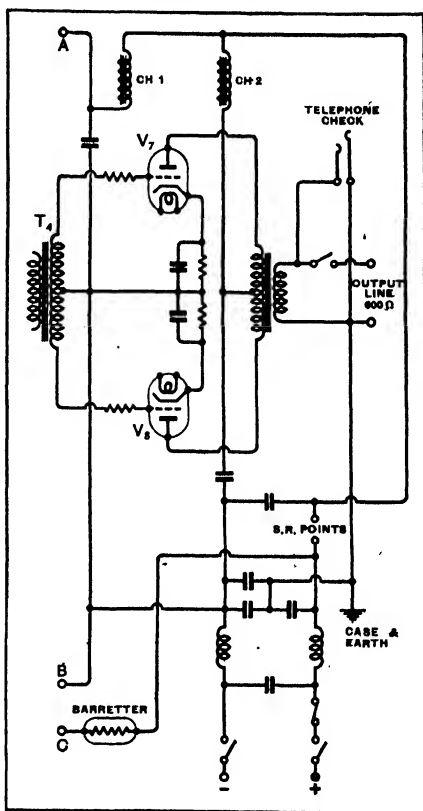 A
CH 1
CH 2
TELEPHONE
CHECK
V7
T4
OUTPUT
LINE
600 Ω
V8
S.R. POINTS
B
CASE &
EARTH
BARRETTER
C
- +